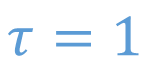 τ = 1